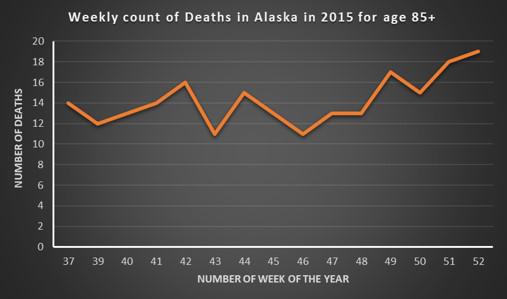 Weekly count of Deaths in Alaska in 2015 for age 85+
20
18
16
14
12
10
8
6
4
2
0
NUMBER OF DEATHS
37 39 40 41 42 43 44 45 46 47 48 49 50 51 52
NUMBER OF WEEK OF THE YEAR